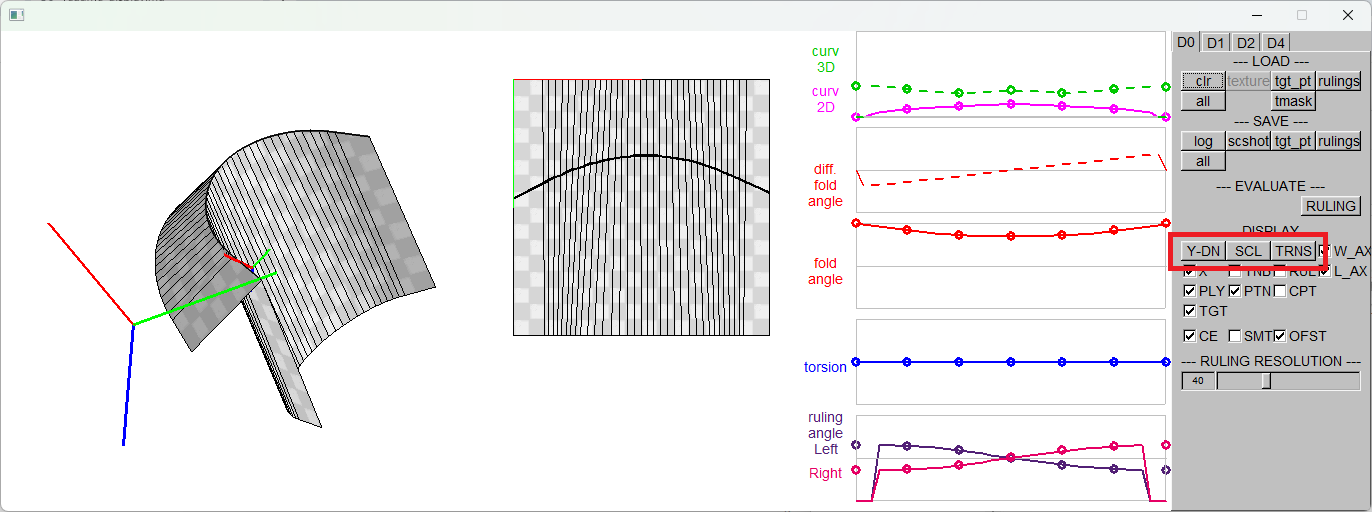 curv
3D
curv
2D
diff.
fold
angle
fold
angle
torsion
ruling
angle
Left
Right
D0 D1 D2 D4
--- LOAD ---
clr texture tgt_pt rulings
all tmask
--- SAVE ---
log scshot tgt_pt rulings
all
--- EVALUATE ---
RULING
DISPLAY
Y-DN SCL TRNS W_AX
X L_AX
PLY PTN CPT
TGT
CE SMT OFST
--- RULING RESOLUTION ---
40